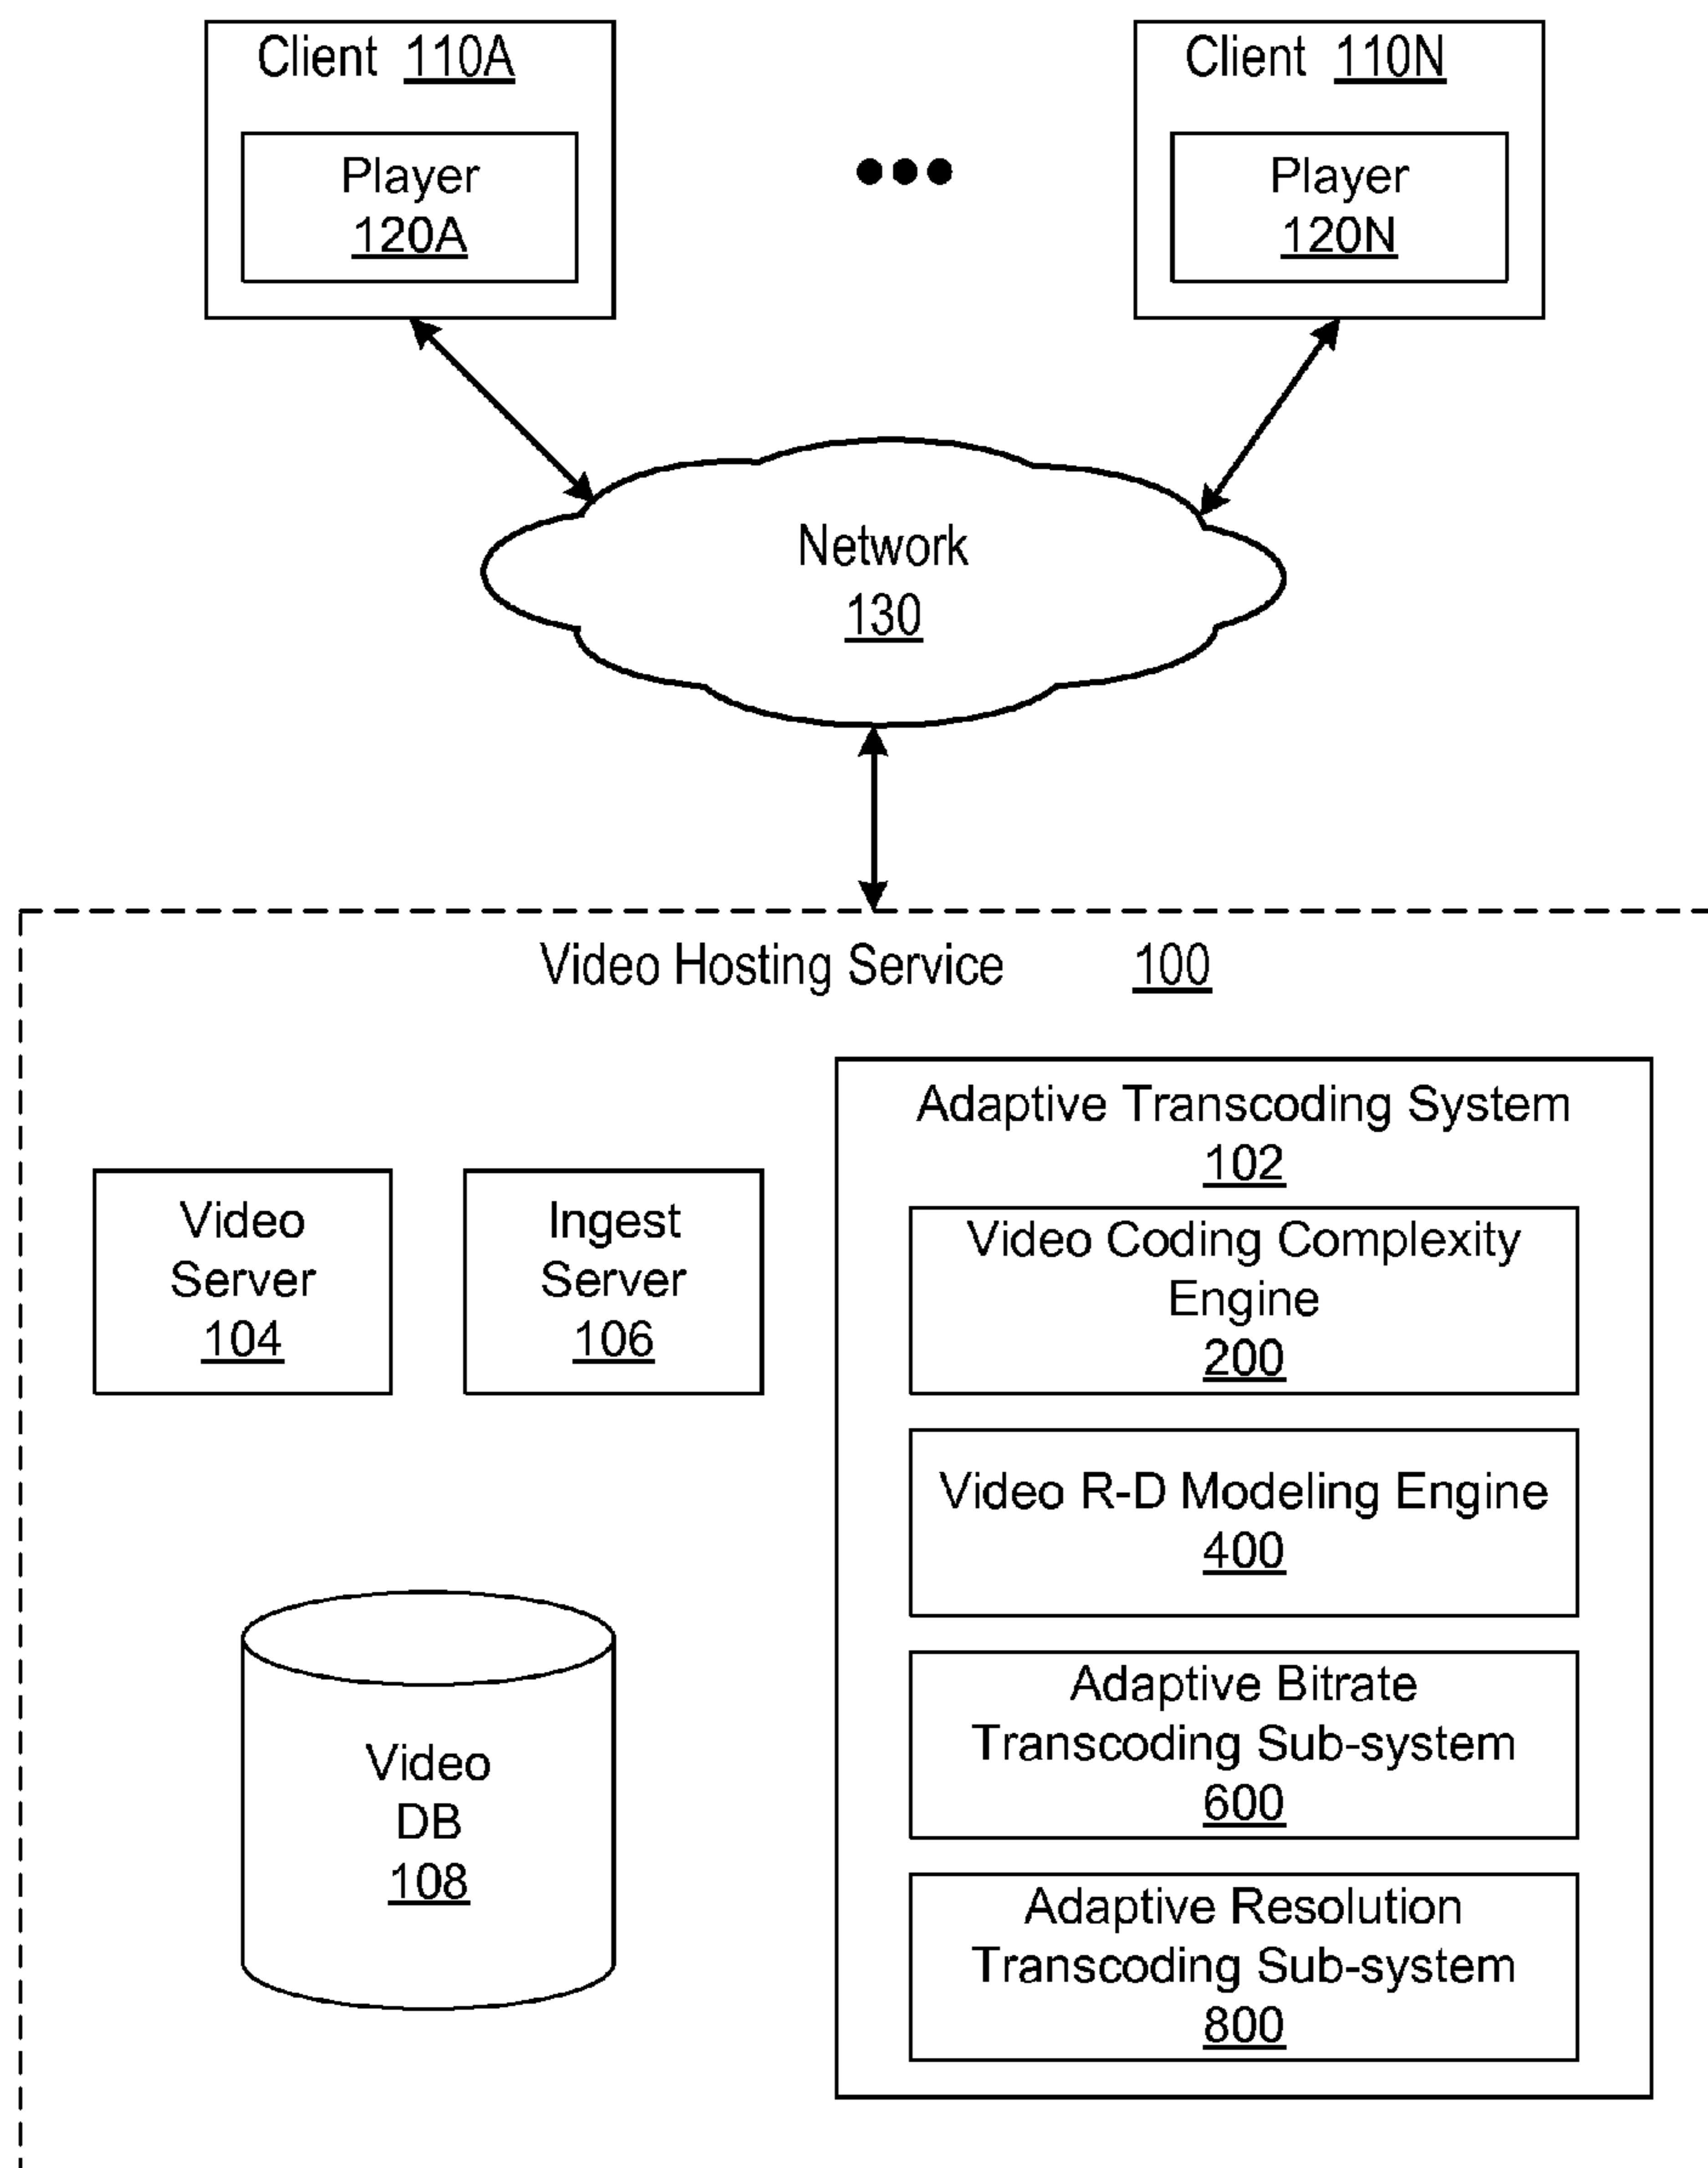 Client 110A
Player
120A
Client 110N
Player
120N
Network
130
Video Hosting Service 100
Adaptive Transcoding System
102
Video
Server
104
Ingest
Server
106
Video Coding Complexity
Engine
200
Video R-D Modeling Engine
400
Adaptive Bitrate
Transcoding Sub-system
600
Video
DB
108
Adaptive Resolution
Transcoding Sub-system
800